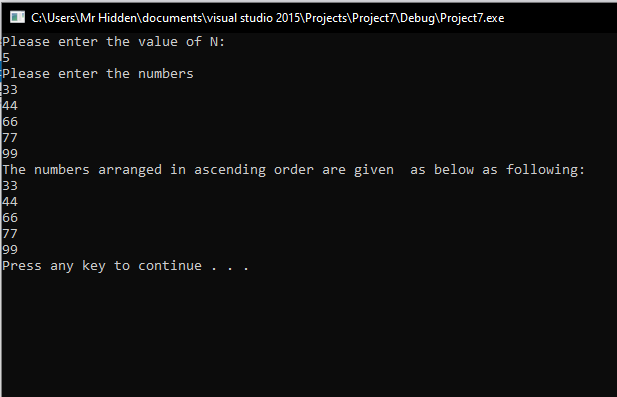 C:\Users\Mr Hidden\documents\visual studio 2015\Projects\Project7\Debug\Project7.exe
Please enter the value of N:
5
Please enter the numbers
33
44
66
77
99
The numbers arranged in ascending order are given  as below as following:
33
44
66
77
99
Press any key to continue . . .